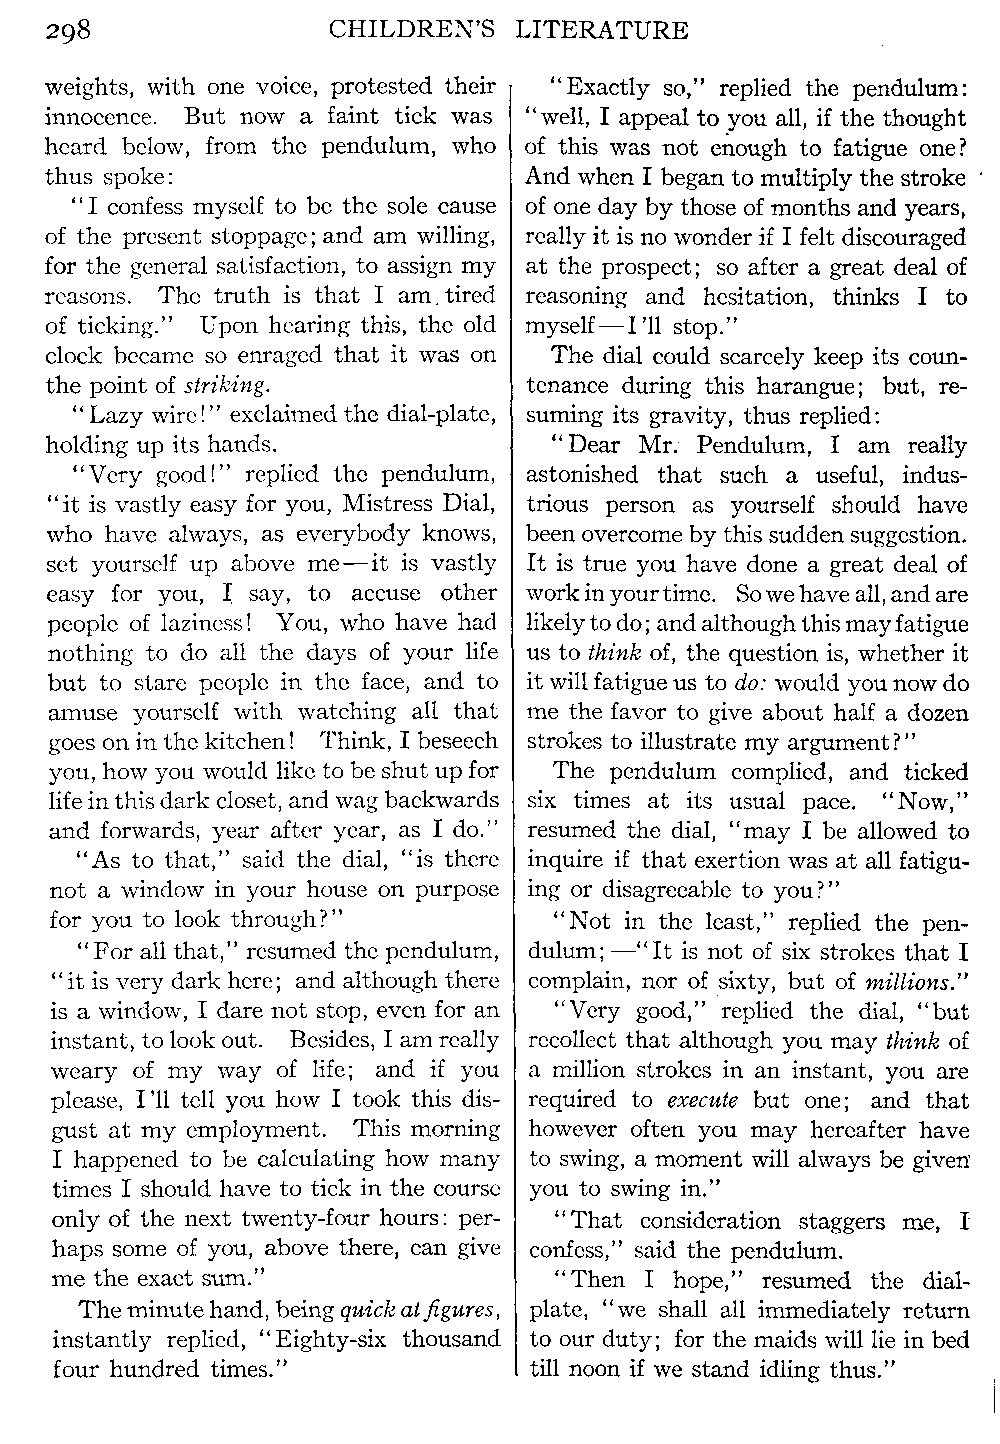 298 CHILDREN'S LITERATURE
weights, with one voice, protested their
innocence. But now a faint tick was
heard below, from the pendulum, who
thus spoke:
"I confess myself to be the sole cause
of the present stoppage; and am willing,
for the general satisfaction, to assign my
reasons. The truth is that I am tired
of ticking." Upon hearing this, the old
clock became so enraged that it was on
the point of striking.
"Lazy wire!" exclaimed the dial-plate,
holding up its hands.
"Very good!" replied the pendulum,
"it is vastly easy for you, Mistress Dial,
who have always, as everybody knows,
set yourself up above me—it is vastly
easy for you, I say, to accuse other
people of laziness! You, who have had
nothing to do all the days of your life
but to stare people in the face, and to
amuse yourself with watching all that
goes on in the kitchen! Think, I beseech
you, how you would like to be shut up for
life in this dark closet, and wag backwards
and forwards, year after year, as I do."
"As to that," said the dial, "is there
not a window in your house on purpose
for you to look through?"
"For all that," resumed the pendulum,
"it is very dark here; and although there
is a window, I dare not stop, even for an
instant, to look out. Besides, I am really
weary of my way of life; and if you
please, I'll tell you how I took this dis-
gust at my employment. This morning
I happened to be calculating how many
times I should have to tick in the course
only of the next twenty-four hours: per-
haps some of you, above there, can give
me the exact sum."
The minute hand, being quick at figures,
instantly replied, "Eighty-six thousand
four hundred times."
"Exactly so," replied the pendulum:
"well, I appeal to you all, if the thought
of this was not enough to fatigue one?
And when I began to multiply the stroke
of one day by those of months and years,
really it is no wonder if I felt discouraged
at the prospect; so after a great deal of
reasoning and hesitation, thinks I to
myself—I'll stop."
The dial could scarcely keep its coun-
tenance during this harangue; but, re-
suming its gravity, thus replied:
"Dear Mr. Pendulum, I am really
astonished that such a useful, indus-
trious person as yourself should have
been overcome by this sudden suggestion.
It is true you have done a great deal of
work in your time. So we have all, and are
likely to do; and although this may fatigue
us to think of, the question is, whether it
it will fatigue us to do: would you now do
me the favor to give about half a dozen
strokes to illustrate my argument?"
The pendulum complied, and ticked
six times at its usual pace. "Now,"
resumed the dial, "may I be allowed to
inquire if that exertion was at all fatigu-
ing or disagreeable to you?"
"Not in the least," replied the pen-
dulum;—"It is not of six strokes that I
complain, nor of sixty, but of millions."
"Very good," replied the dial, "but
recollect that although you may think of
a million strokes in an instant, you are
required to execute but one; and that
however often you may hereafter have
to swing, a moment will always be given
you to swing in."
"That consideration staggers me, I
confess," said the pendulum.
"Then I hope," resumed the dial-
plate, "we shall all immediately return
to our duty; for the maids will lie in bed
till noon if we stand idling thus."